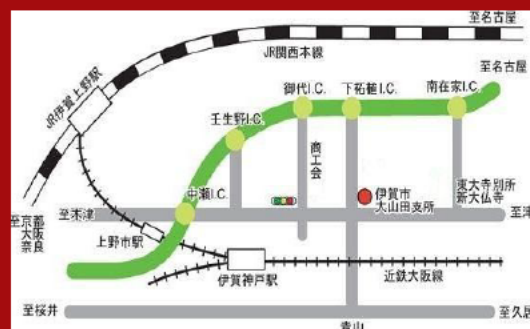 至名古屋
JR関西本線
至名古屋
JR伊賀上野駅
御代I.C.
下柘植I.C.
南在家I.C.
壬生野I.C.
商工会
中瀬I.C.
伊賀市
大山田支所
東大寺別所
新大仏寺
至木津
至津
至京都
大阪
奈良
上野市駅
伊賀神戸駅
近鉄大阪線
至桜井
至久居
青山